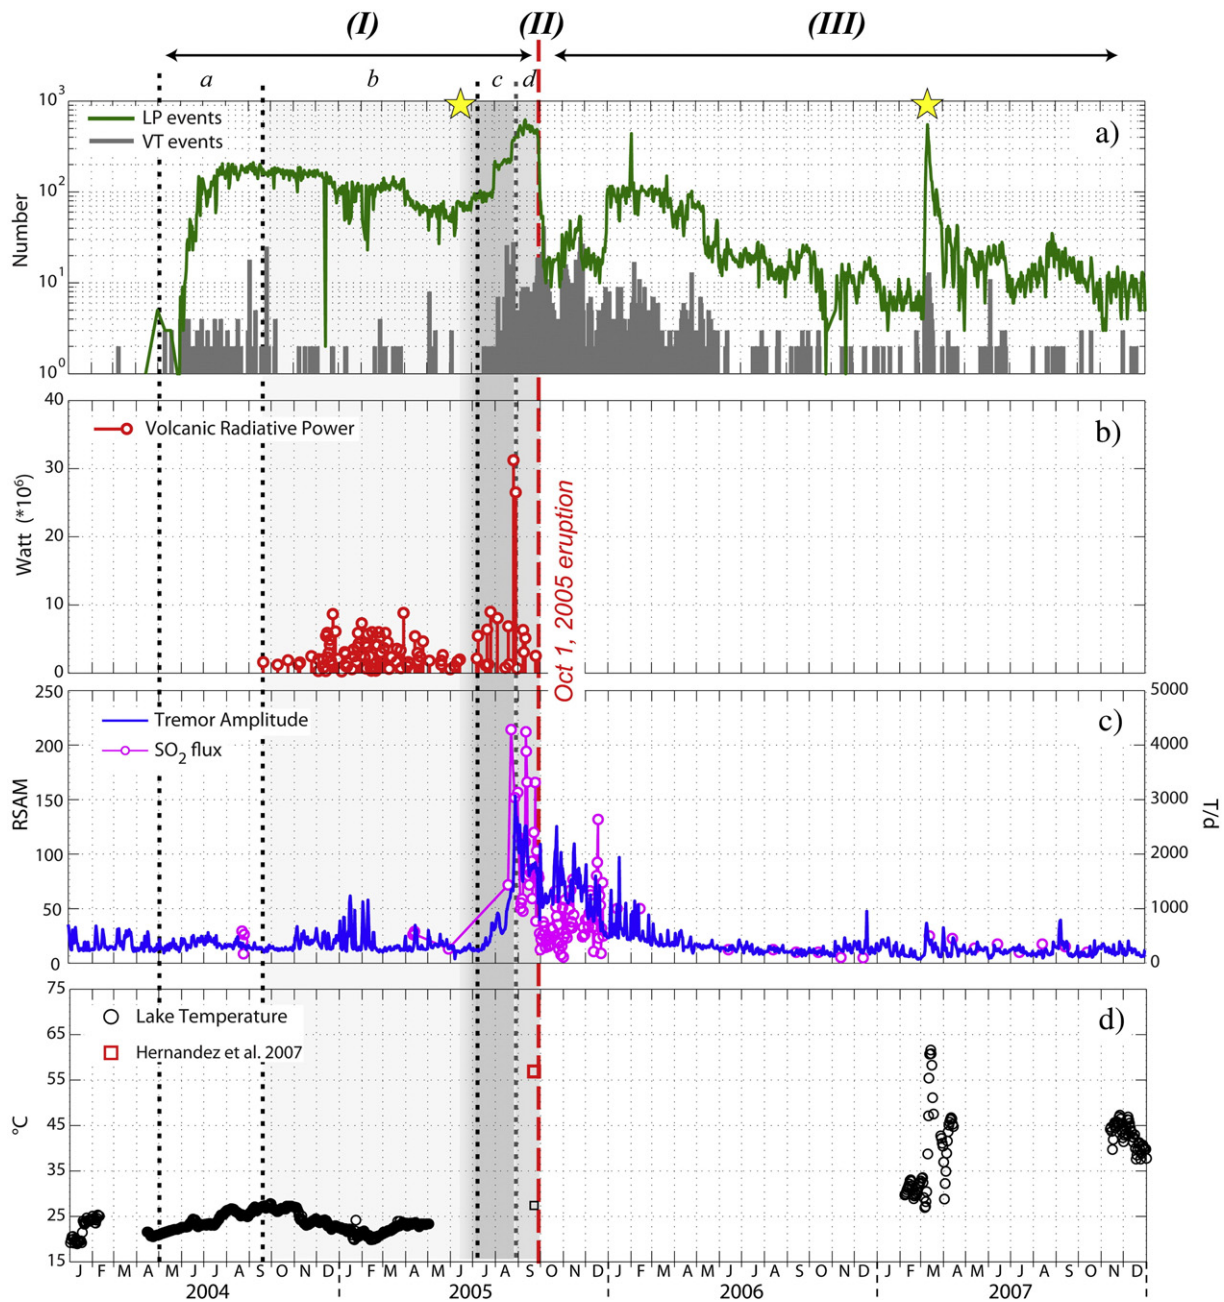 (I) (II) (III)
a b c d
10³
LP events
VT events
a)
10²
Number
10¹
10⁰
40
Volcanic Radiative Power
b)
30
Watt (*10⁶)
20
10
0
Oct 1, 2005 eruption
250 5000
Tremor Amplitude
c)
SO₂ flux
200 4000
RSAM
150 3000
T/d
100 2000
50 1000
0 0
75
Lake Temperature
d)
65
Hernandez et al. 2007
55
°C
45
35
25
15
J F M A M J J A S O N D J F M A M J J A S O N D J F M A M J J A S O N D J F M A M J J A S O N D
2004 2005 2006 2007